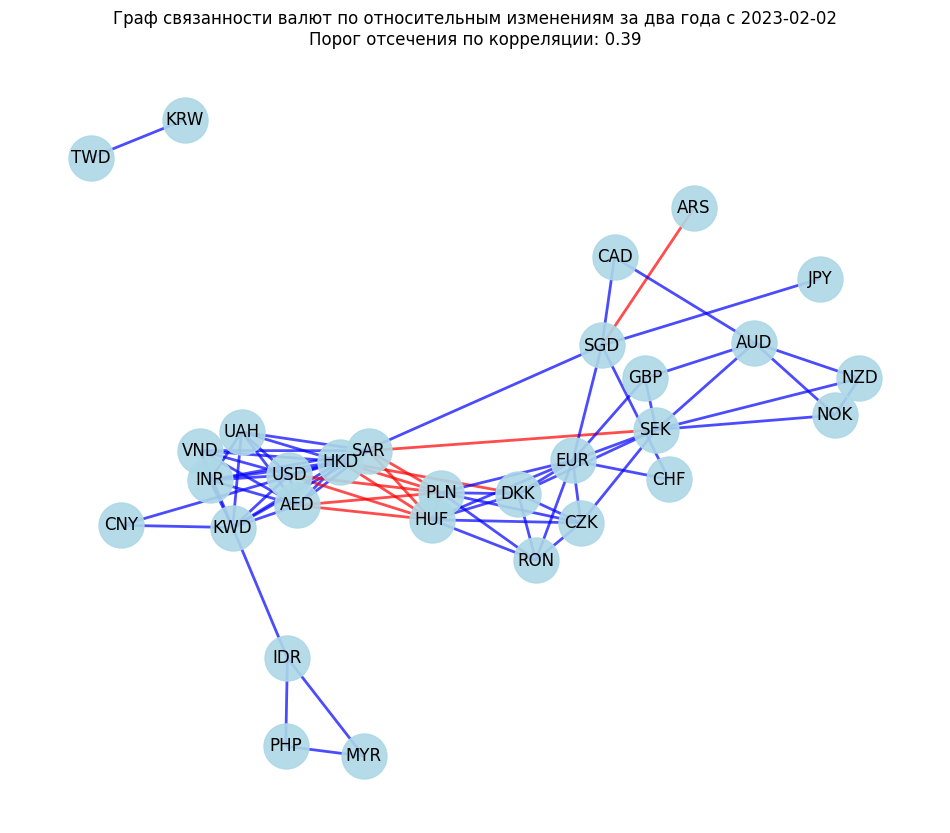 Граф связанности валют по относительным изменениям за два года с 2023-02-02
Порог отсечения по корреляции: 0.39
KRW
TWD
ARS
CAD
JPY
SGD
AUD
GBP
NZD
NOK
SEK
UAH
VND
SAR
HKD
EUR
INR
USD
CHF
PLN
DKK
AED
HUF
CZK
CNY
KWD
RON
IDR
PHP
MYR